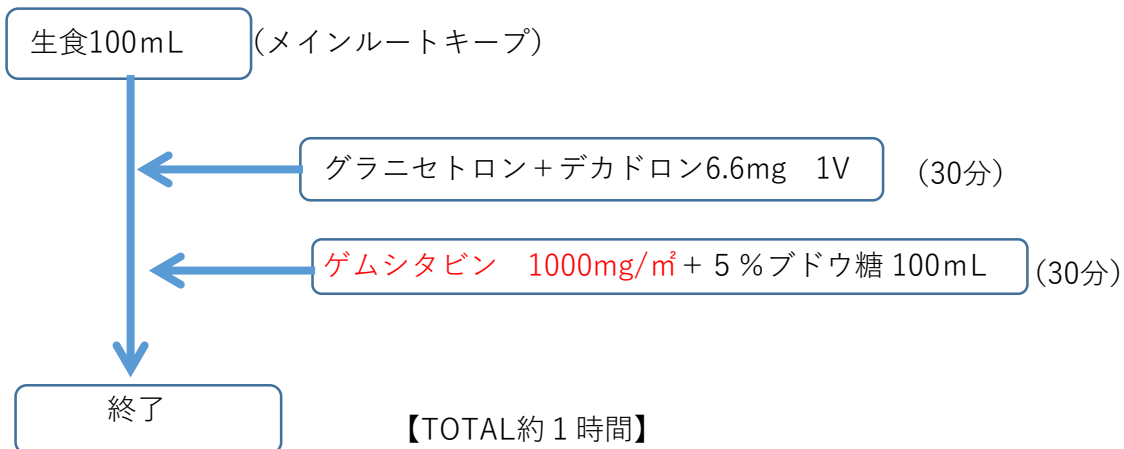 生食100mL (メインルートキープ)
グラニセトロン+デカドロン6.6mg 1V (30分)
ゲムシタビン 1000mg/㎡+5%ブドウ糖 100mL (30分)
終了
【TOTAL約1時間】